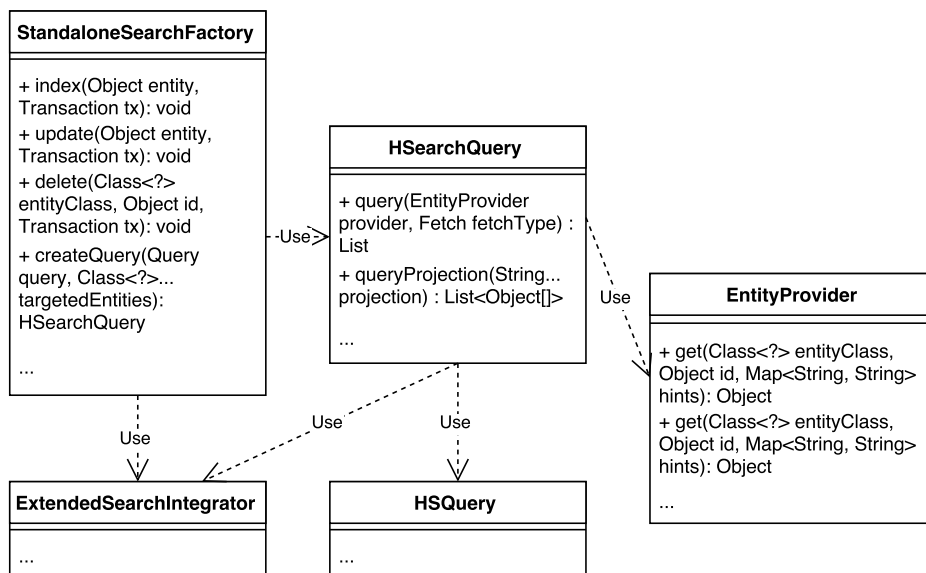 StandaloneSearchFactory
+ index(Object entity,
Transaction tx): void
+ update(Object entity,
Transaction tx): void
+ delete(Class<?>
entityClass, Object id,
Transaction tx): void
+ createQuery(Query
query, Class<?>...
targetedEntities):
HSearchQuery
...
Use
HSearchQuery
+ query(EntityProvider
provider, Fetch fetchType) :
List
+ queryProjection(String...
projection) : List<Object[]>
...
Use
EntityProvider
+ get(Class<?> entityClass,
Object id, Map<String, String>
hints): Object
+ get(Class<?> entityClass,
Object id, Map<String, String>
hints): Object
...
Use
Use
Use
ExtendedSearchIntegrator
...
HSQuery
...